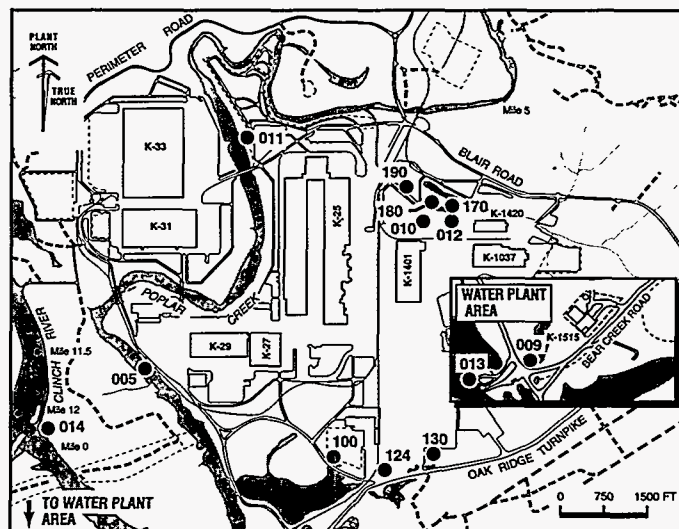 PLANT
NORTH
TRUE
NORTH
PERIMETER ROAD
Mile 5
K-33
011
BLAIR ROAD
190
K-25
170
180
K-1420
K-31
010
012
K-1037
K-1401
POPLAR CREEK
WATER PLANT
AREA
K-1515
BEAR CREEK ROAD
009
CLINCH RIVER
Mile 11.5
K-29
K-27
013
005
Mile 12
014
Mile 0
100
124
130
OAK RIDGE TURNPIKE
TO WATER PLANT
AREA
0 750 1500 FT